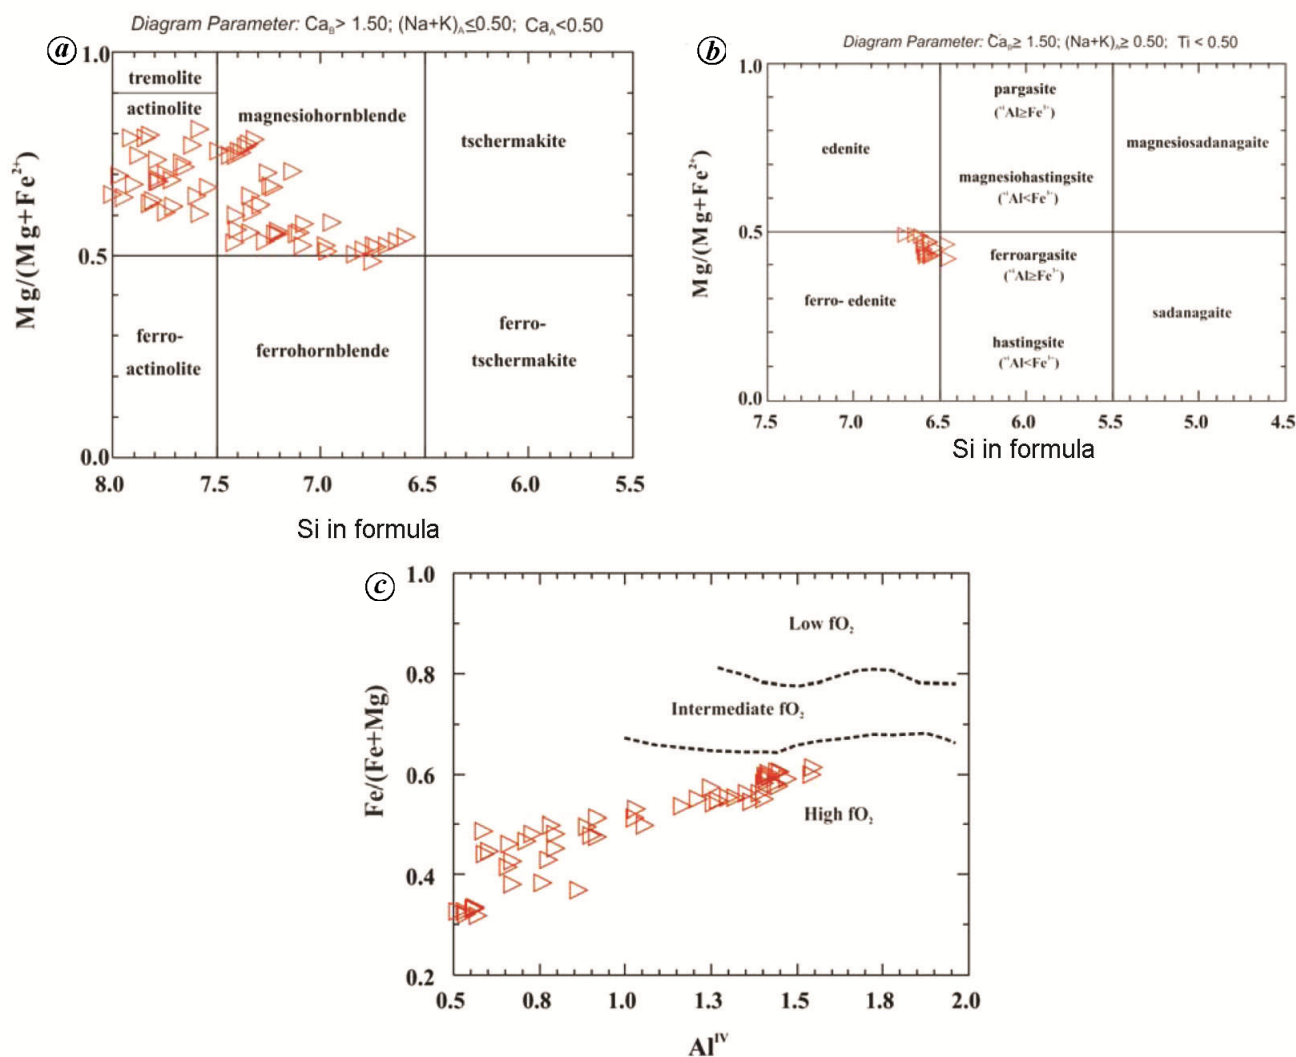 Diagram Parameter: Ca_B> 1.50; (Na+K)_A≤0.50; Ca_A<0.50
a
1.0
tremolite
actinolite
magnesiohornblende
tschermakite
Mg/(Mg+Fe²⁺)
0.5
ferro-
actinolite
ferrohornblende
ferro-
tschermakite
0.0
8.0 7.5 7.0 6.5 6.0 5.5
Si in formula
Diagram Parameter: Ca_B≥ 1.50; (Na+K)_A≥ 0.50; Ti < 0.50
b
1.0
pargasite
(ⁿⁱAl≥Fe³⁺)
edenite
magnesiosadanagaite
magnesiohastingsite
(ⁿⁱAl<Fe³⁺)
Mg/(Mg+Fe²⁺)
0.5
ferroargasite
(ⁿⁱAl≥Fe³⁺)
ferro- edenite
sadanagaite
hastingsite
(ⁿⁱAl<Fe³⁺)
0.0
7.5 7.0 6.5 6.0 5.5 5.0 4.5
Si in formula
c
1.0
Low fO₂
0.8
Intermediate fO₂
Fe/(Fe+Mg)
0.6
High fO₂
0.4
0.2
0.5 0.8 1.0 1.3 1.5 1.8 2.0
Al^IV